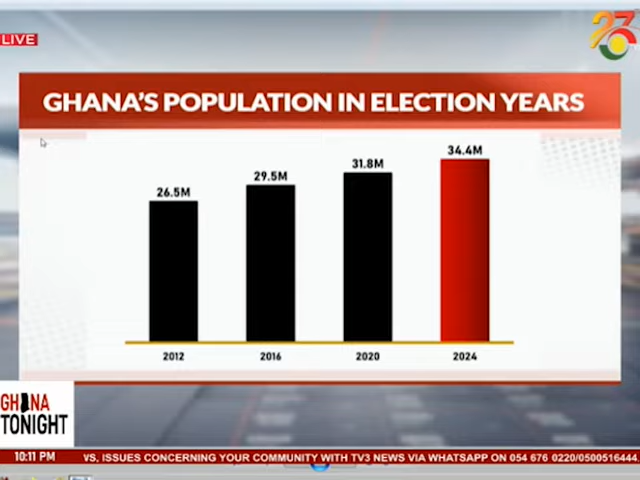 LIVE
23
GHANA'S POPULATION IN ELECTION YEARS
26.5M
29.5M
31.8M
34.4M
2012
2016
2020
2024
GHANA
TONIGHT
10:11 PM
VS, ISSUES CONCERNING YOUR COMMUNITY WITH TV3 NEWS VIA WHATSAPP ON 054 676 0220/0500516444.